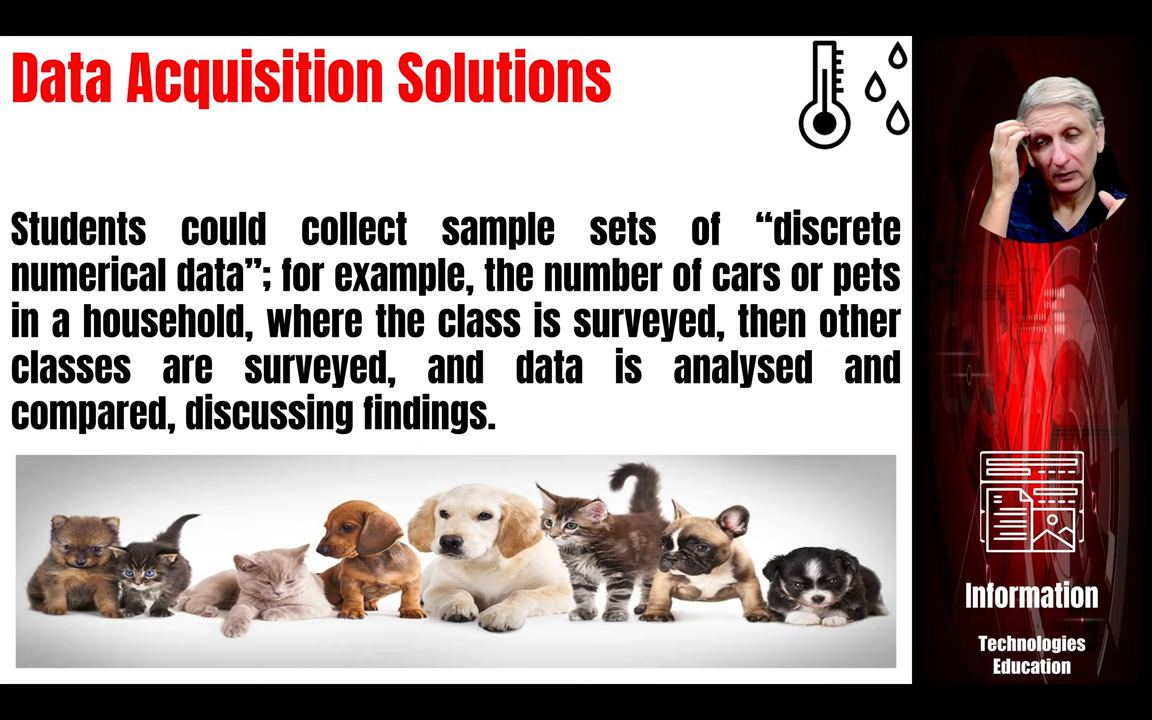 Data Acquisition Solutions
Students could collect sample sets of “discrete
numerical data”; for example, the number of cars or pets
in a household, where the class is surveyed, then other
classes are surveyed, and data is analysed and
compared, discussing findings.
Information
Technologies
Education